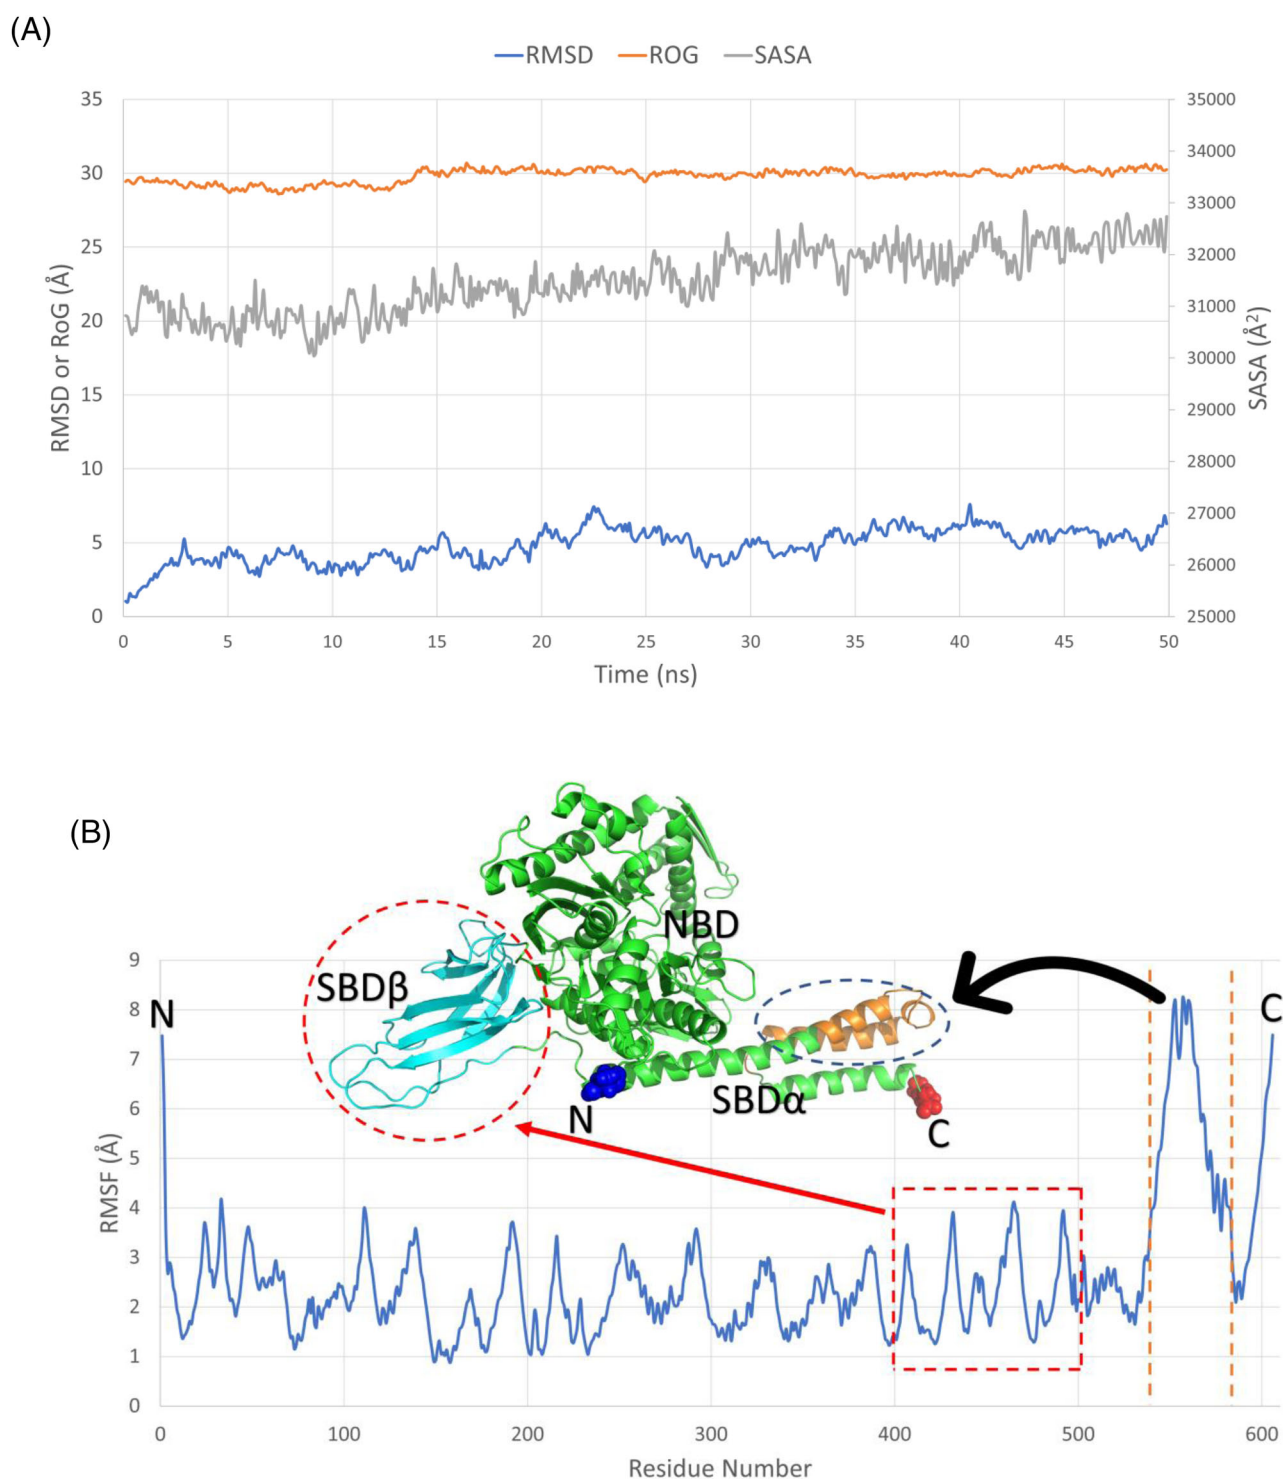 (A)
RMSD ROG SASA
35 35000
34000
30
33000
25
32000
20 31000
30000
15
29000
10 28000
27000
5
26000
0 25000
RMSD or RoG (Å)
SASA (Å²)
0 5 10 15 20 25 30 35 40 45 50
Time (ns)
(B)
NBD
SBDβ
N
SBDα
C
N
C
9
8
7
6
5
4
3
2
1
0
RMSF (Å)
0 100 200 300 400 500 600
Residue Number